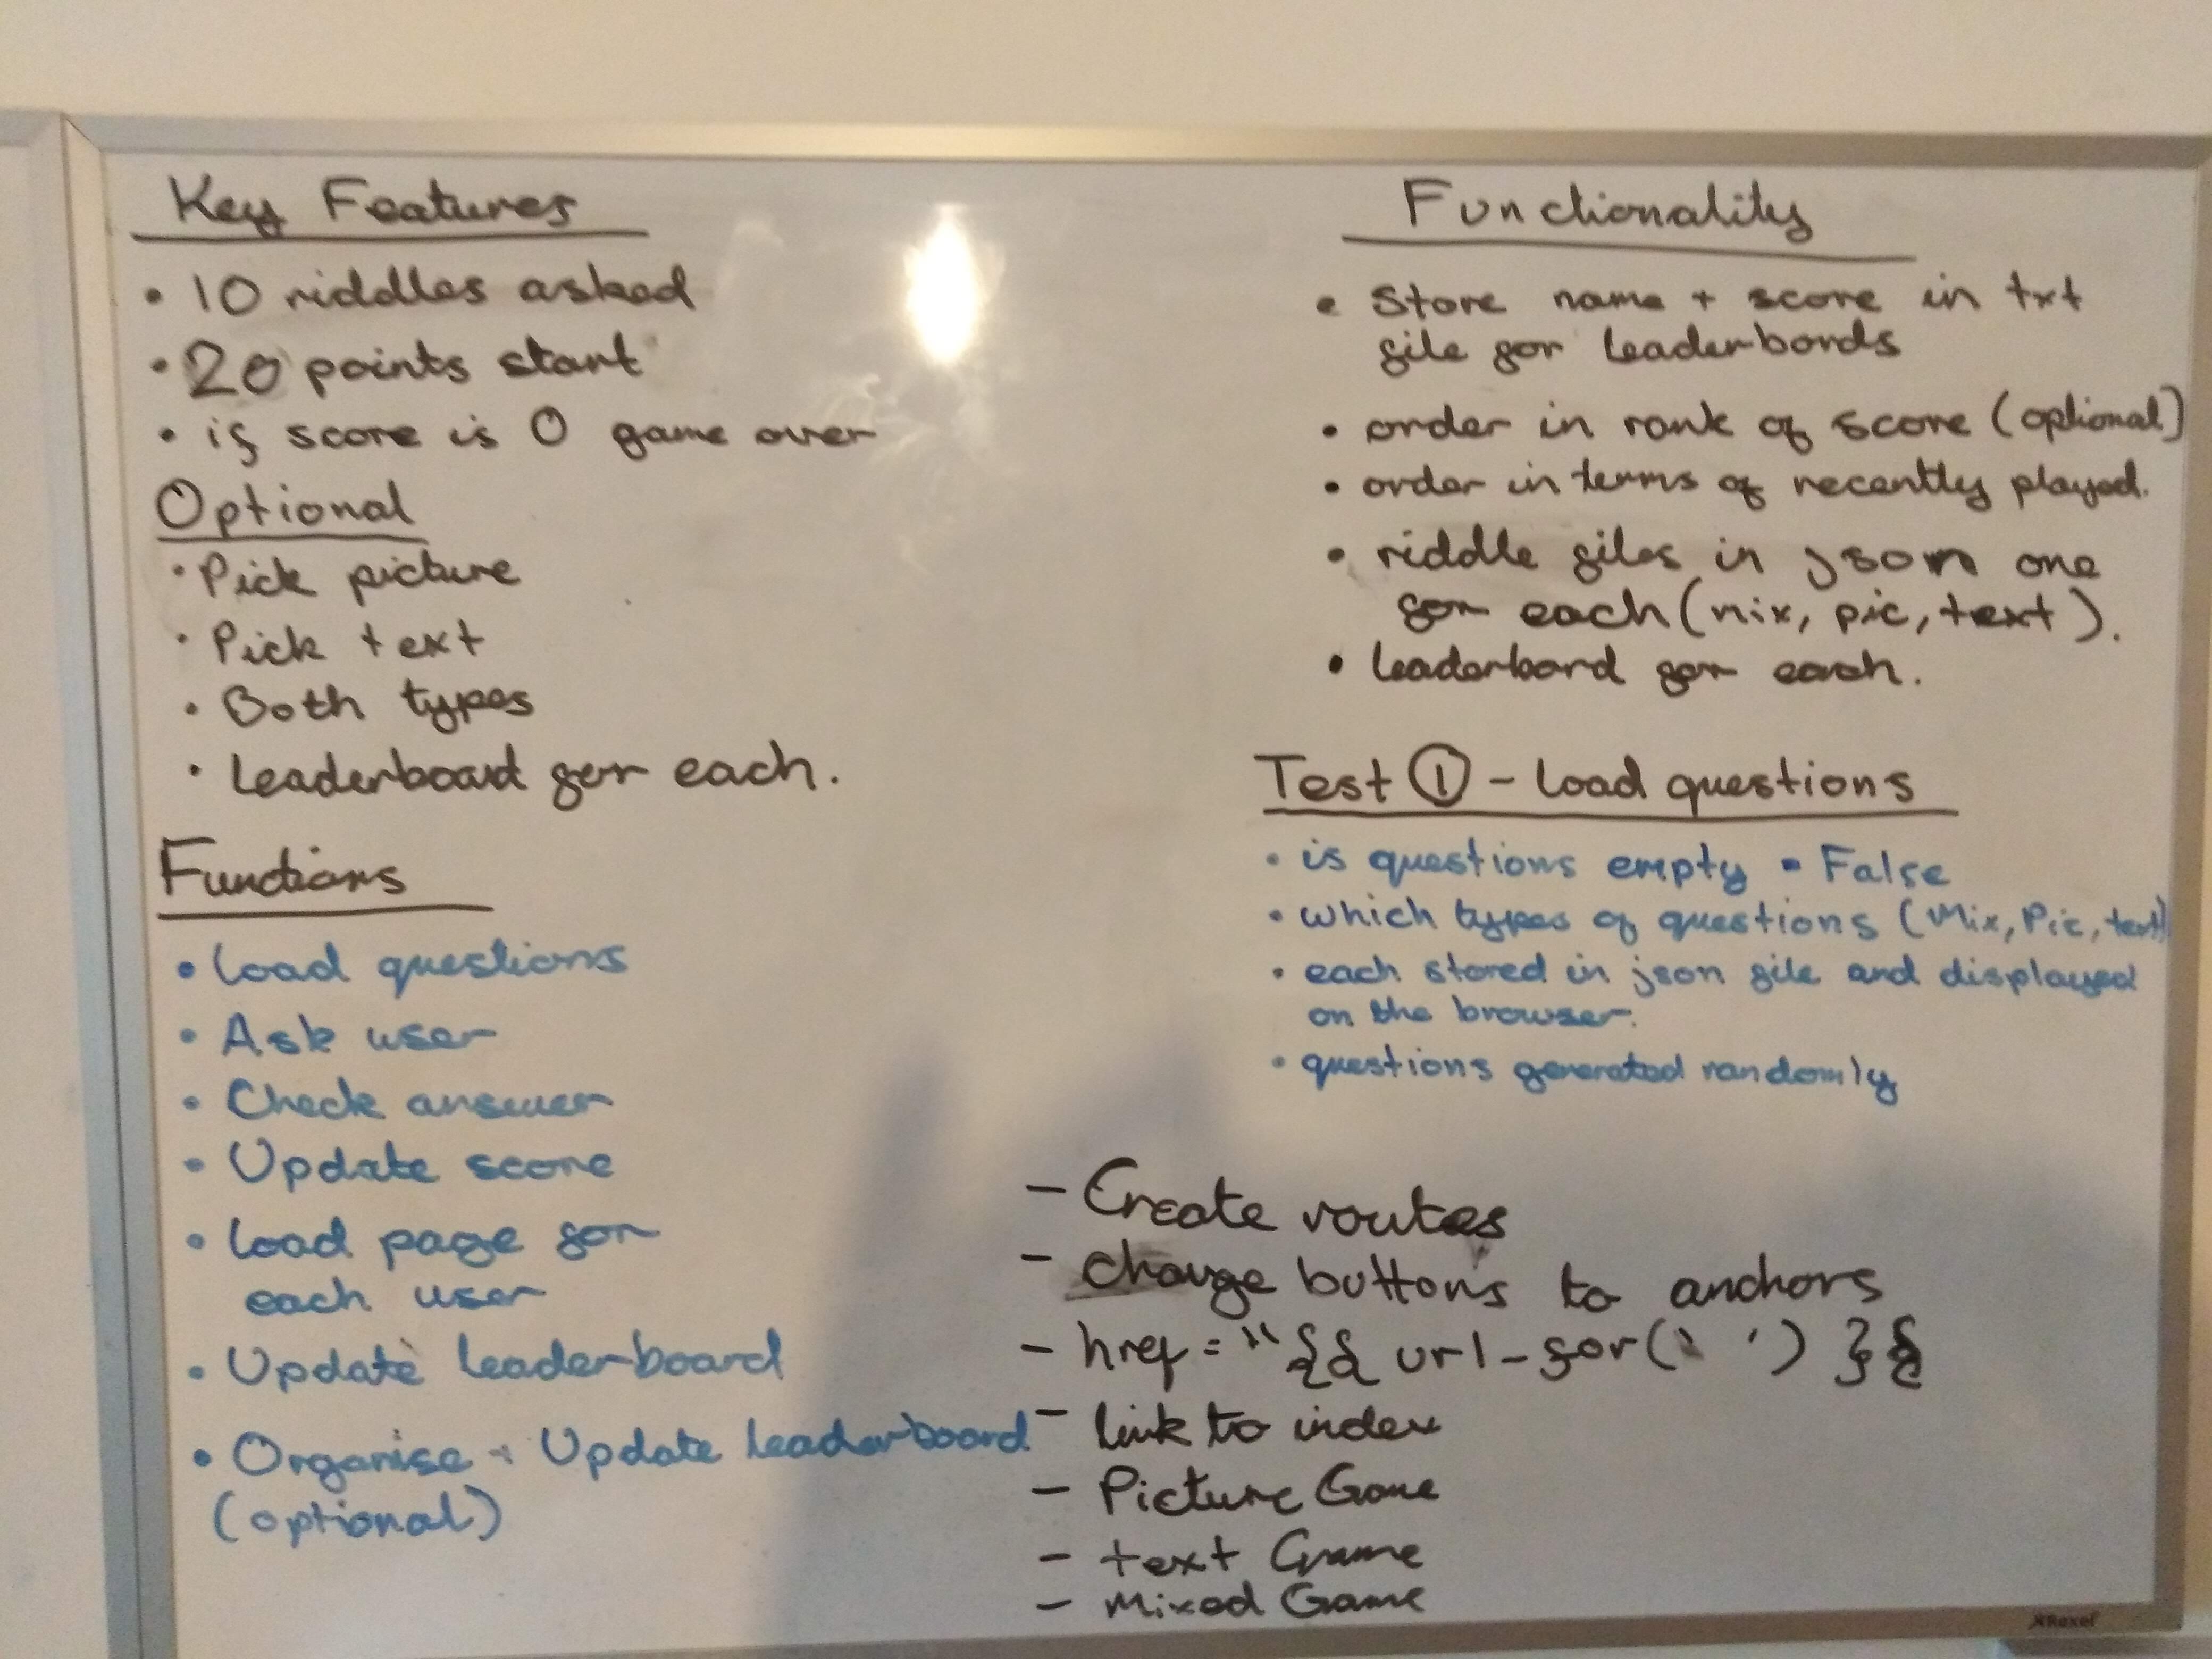 Key Features
• 10 riddles asked
• 20 points start
• if score is 0 game over
Optional
• Pick picture
• Pick text
• Both types
• Leaderboard for each.
Functions
• Load questions
• Ask user
• Check answer
• Update score
• Load page for
each user
• Update leaderboard
• Organise + Update leaderboard
(optional)
Functionality
• Store name + score in txt
file for leaderbords
• order in rank of score (optional)
• order in terms of recently played.
• riddle files in json one
for each (mix, pic, text).
• leaderbord for each.
Test ① - Load questions
• is questions empty = False
• which types of questions (Mix, Pic, text)
• each stored in json file and displayed
on the browser.
• questions generated randomly
- Create routes
- change buttons to anchors
- href = "{{ url_for(' ') }}
- link to index
- Picture Game
- text Game
- Mixed Game
Rexel